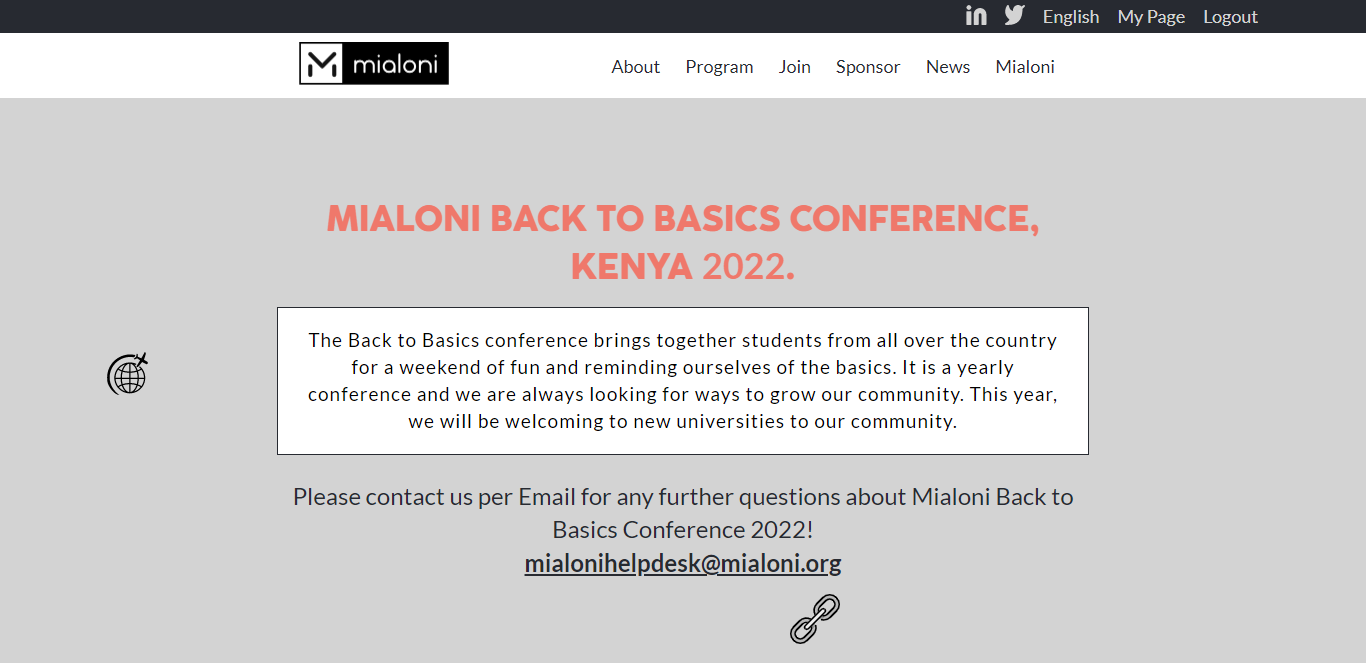 in English My Page Logout
mialoni About Program Join Sponsor News Mialoni
MIALONI BACK TO BASICS CONFERENCE,
KENYA 2022.
The Back to Basics conference brings together students from all over the country
for a weekend of fun and reminding ourselves of the basics. It is a yearly
conference and we are always looking for ways to grow our community. This year,
we will be welcoming to new universities to our community.
Please contact us per Email for any further questions about Mialoni Back to
Basics Conference 2022!
mialonihelpdesk@mialoni.org